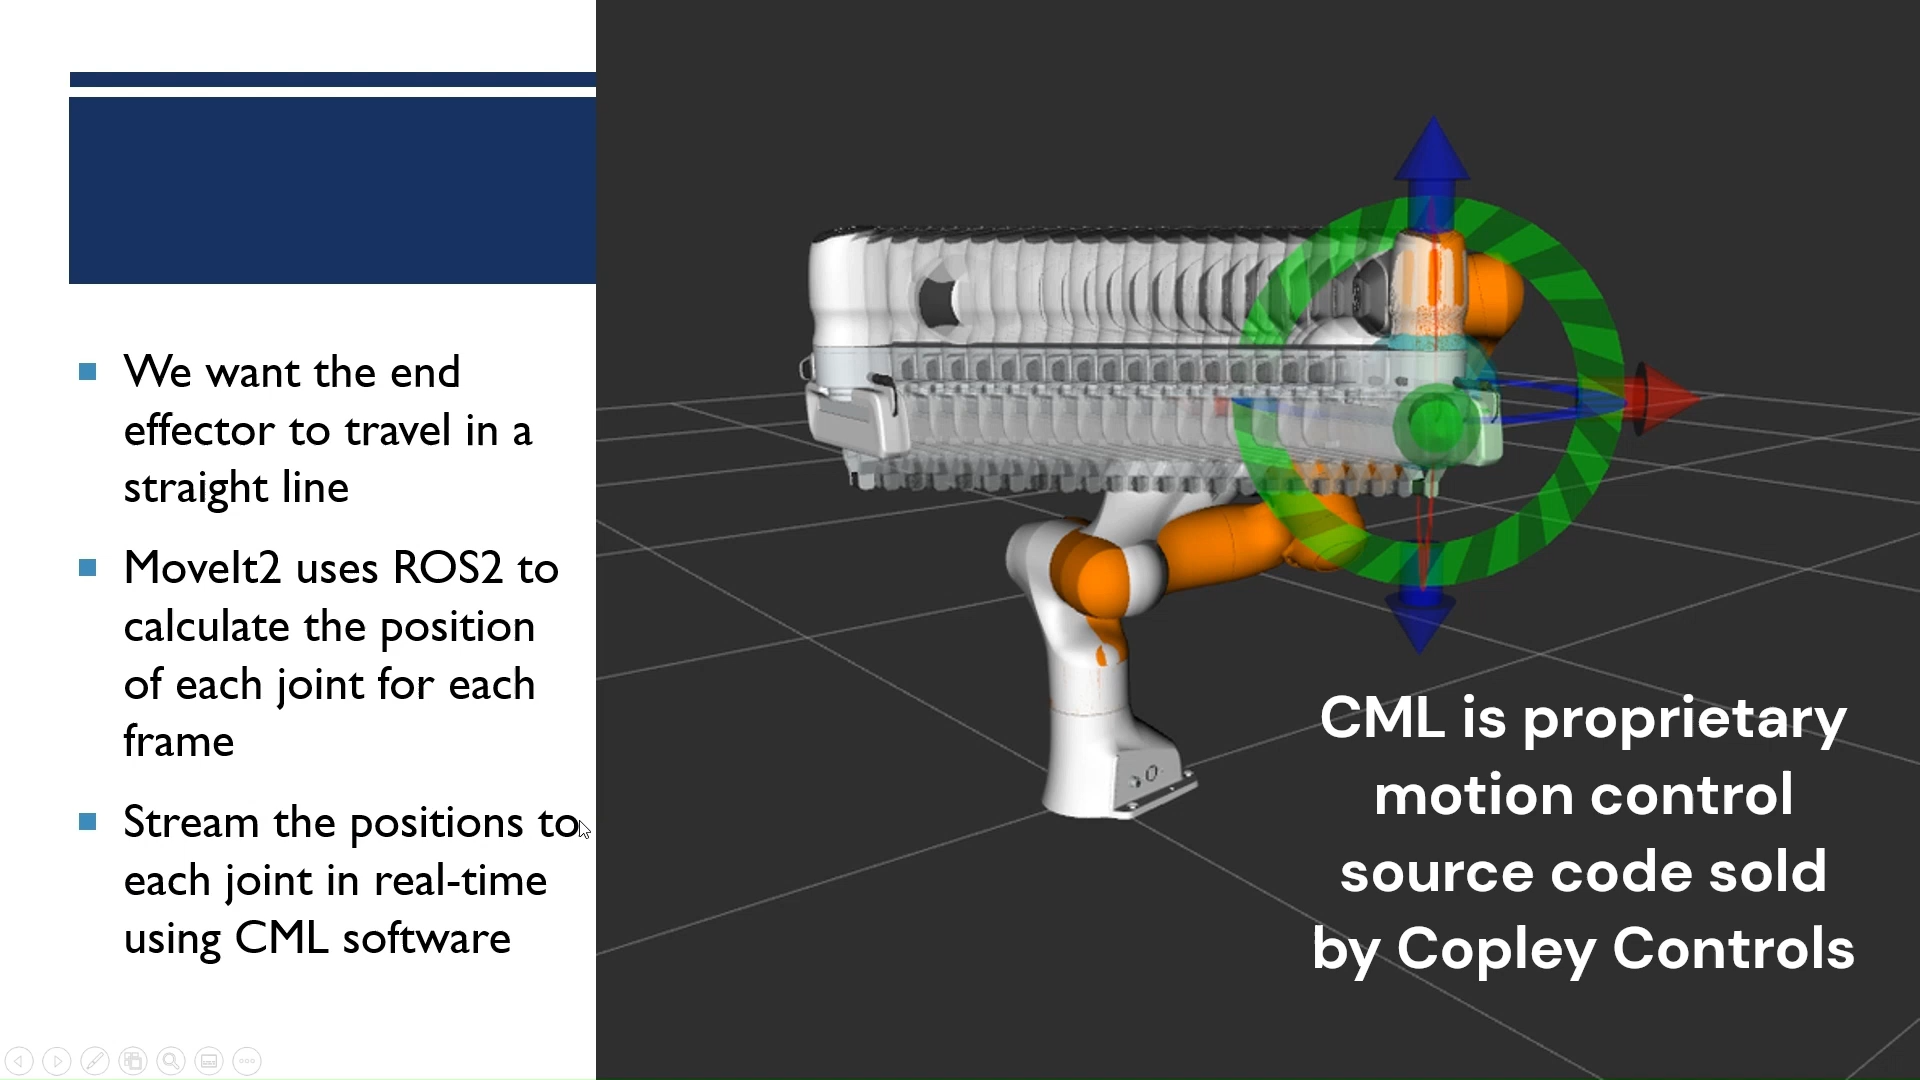 We want the end
effector to travel in a
straight line
MoveIt2 uses ROS2 to
calculate the position
of each joint for each
frame
Stream the positions to
each joint in real-time
using CML software
CML is proprietary
motion control
source code sold
by Copley Controls